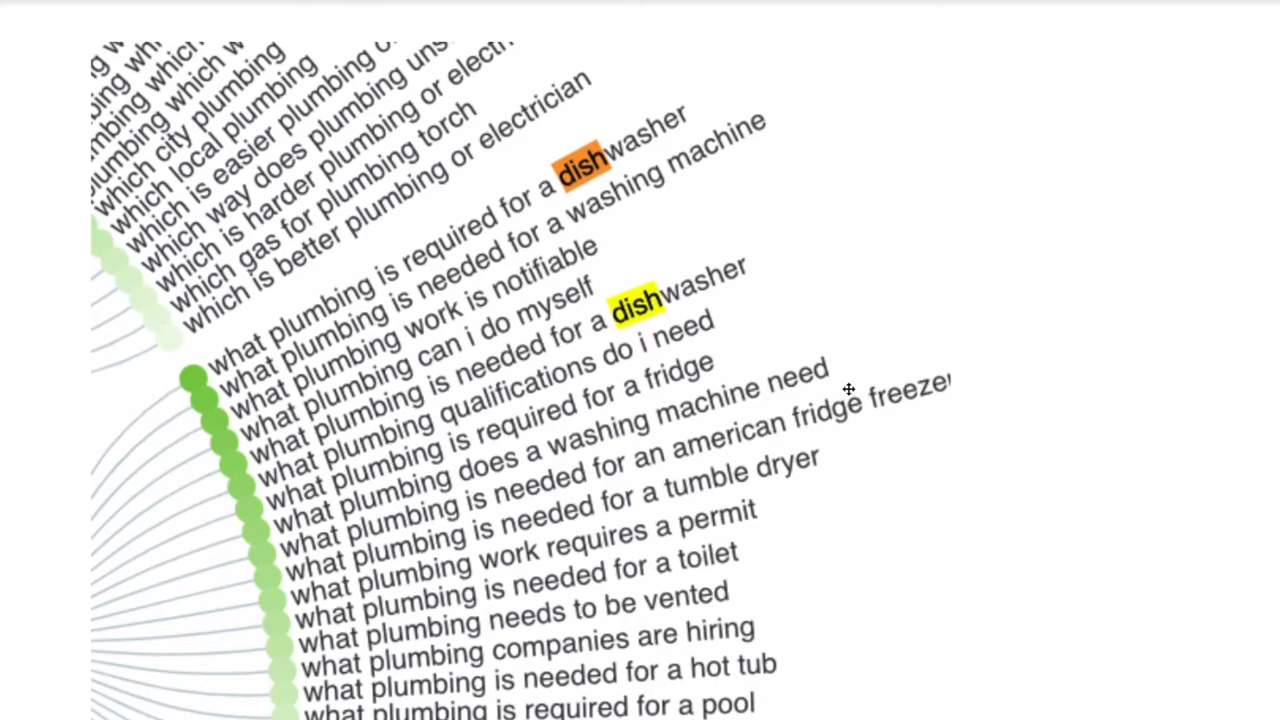 which city plumbing
which local plumbing
which is easier plumbing
which way does plumbing
which is harder plumbing or
which gas for plumbing torch
which is better plumbing or electrician
what plumbing is required for a dishwasher
what plumbing is needed for a washing machine
what plumbing work is notifiable
what plumbing can i do myself
what plumbing is needed for a dishwasher
what plumbing qualifications do i need
what plumbing is required for a fridge
what plumbing does a washing machine need
what plumbing is needed for an american fridge freezer
what plumbing is needed for a tumble dryer
what plumbing work requires a permit
what plumbing is needed for a toilet
what plumbing needs to be vented
what plumbing companies are hiring
what plumbing is needed for a hot tub
what plumbing is required for a pool